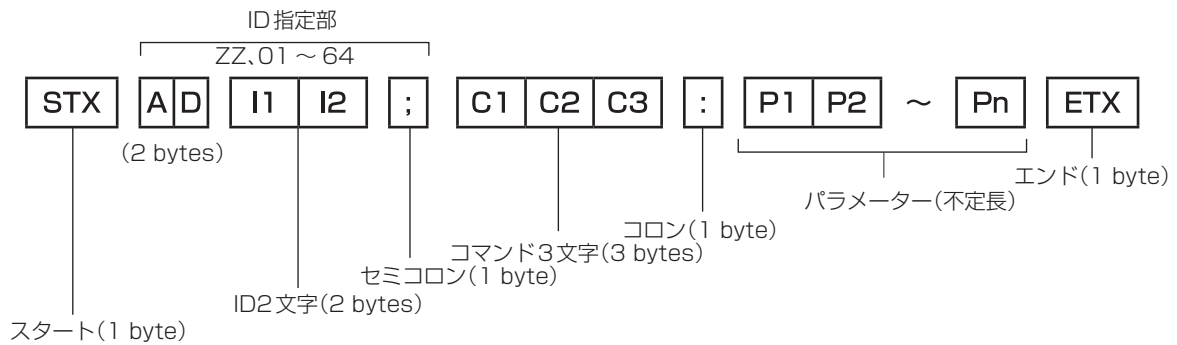 ID指定部
ZZ、01 ～ 64
STX A D I1 I2 ; C1 C2 C3 : P1 P2 ～ Pn ETX
(2 bytes)
エンド(1 byte)
パラメーター(不定長)
コロン(1 byte)
コマンド3文字(3 bytes)
セミコロン(1 byte)
ID2文字(2 bytes)
スタート(1 byte)